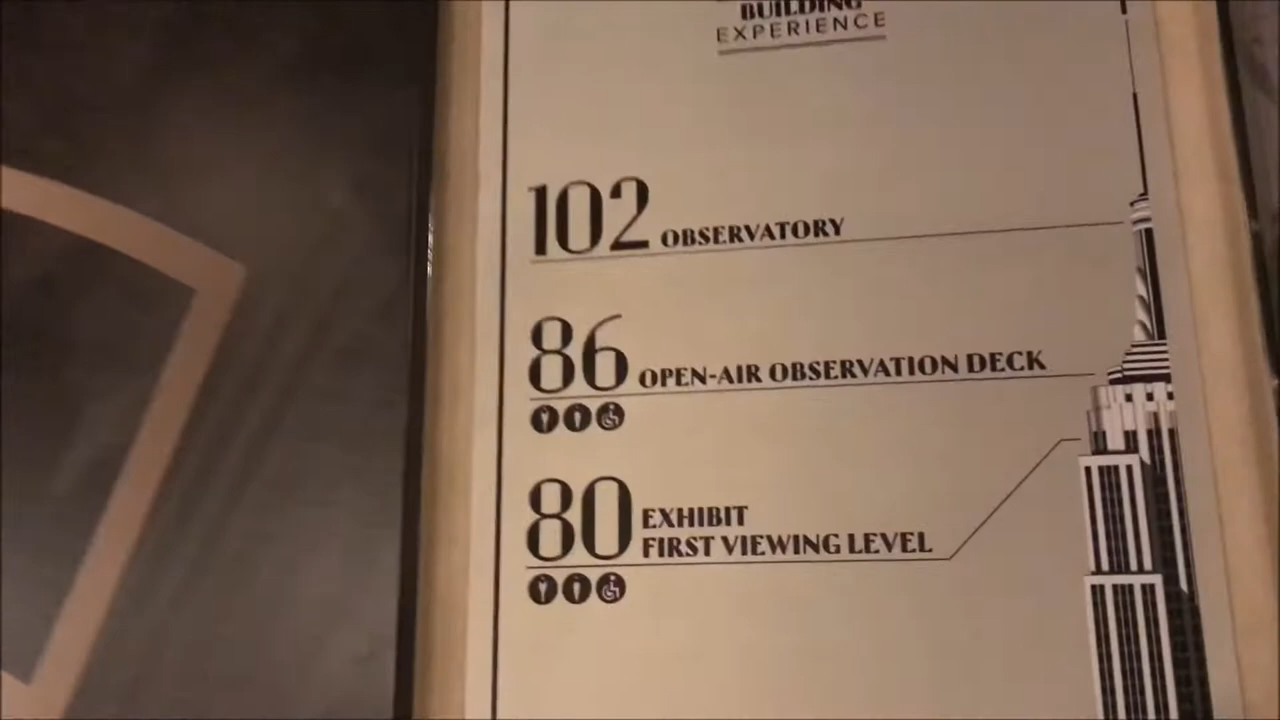 BUILDING
EXPERIENCE
102 OBSERVATORY
86 OPEN-AIR OBSERVATION DECK
80 EXHIBIT
FIRST VIEWING LEVEL